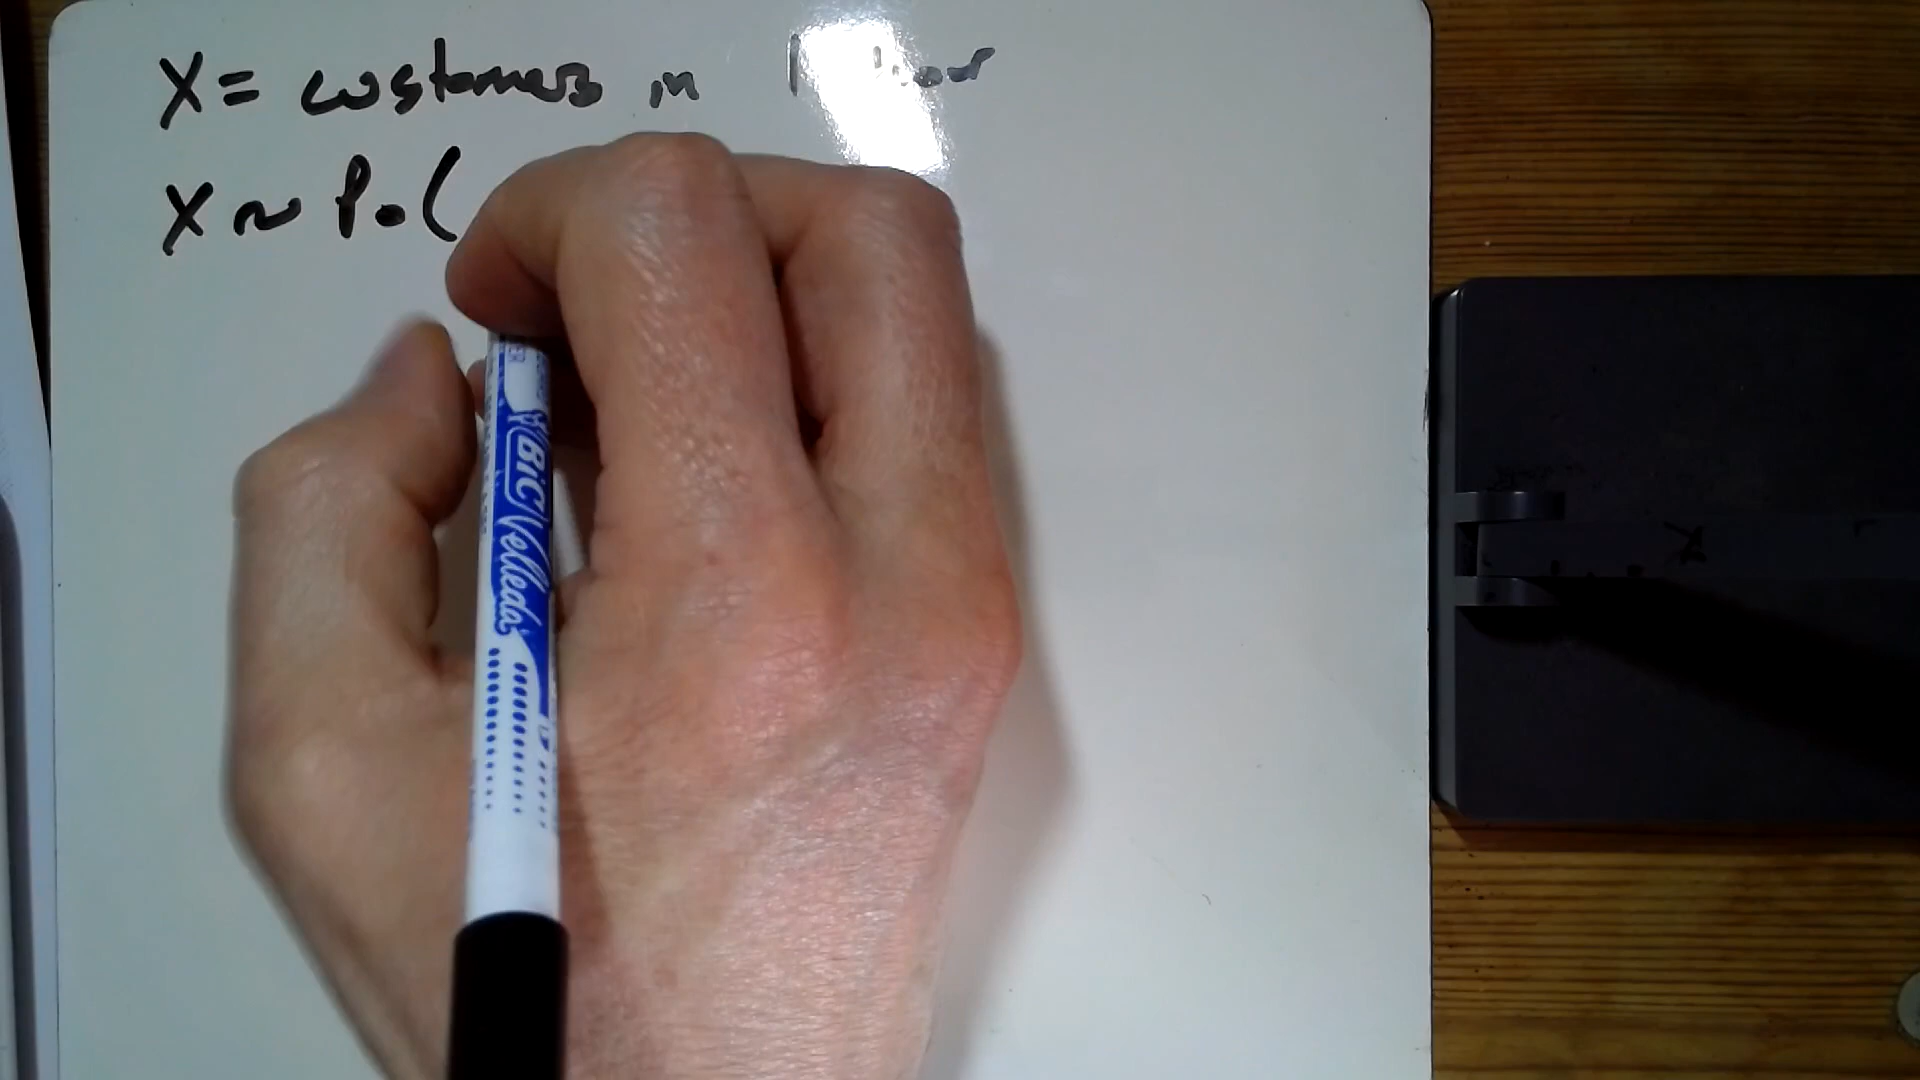 X = customers in 1 hour
X ~ Po(
BiC Velleda